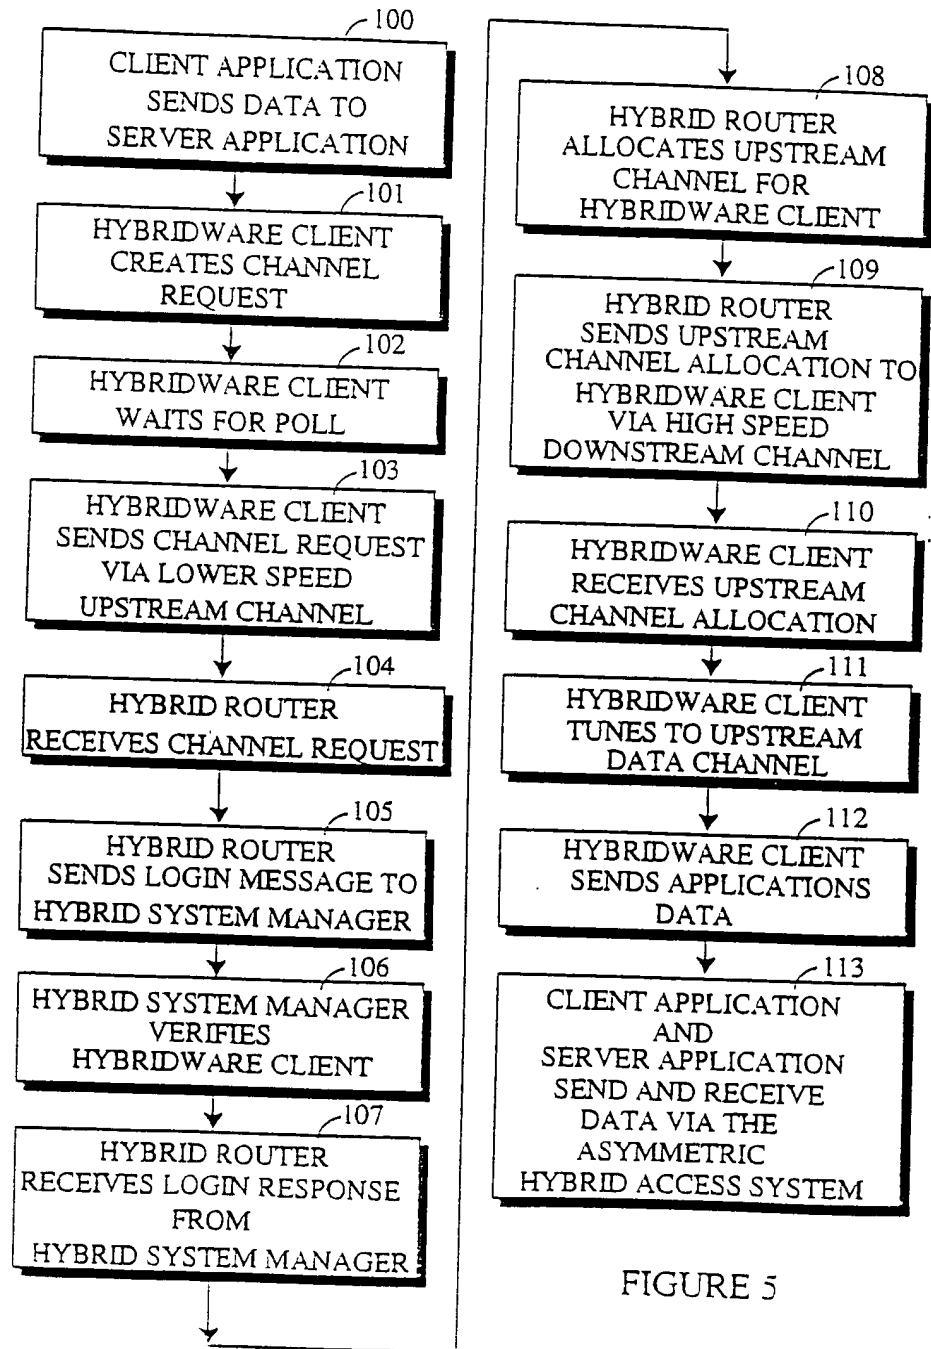 100
CLIENT APPLICATION
SENDS DATA TO
SERVER APPLICATION
101
HYBRIDWARE CLIENT
CREATES CHANNEL
REQUEST
102
HYBRIDWARE CLIENT
WAITS FOR POLL
103
HYBRIDWARE CLIENT
SENDS CHANNEL REQUEST
VIA LOWER SPEED
UPSTREAM CHANNEL
104
HYBRID ROUTER
RECEIVES CHANNEL REQUEST
105
HYBRID ROUTER
SENDS LOGIN MESSAGE TO
HYBRID SYSTEM MANAGER
106
HYBRID SYSTEM MANAGER
VERIFIES
HYBRIDWARE CLIENT
107
HYBRID ROUTER
RECEIVES LOGIN RESPONSE
FROM
HYBRID SYSTEM MANAGER
108
HYBRID ROUTER
ALLOCATES UPSTREAM
CHANNEL FOR
HYBRIDWARE CLIENT
109
HYBRID ROUTER
SENDS UPSTREAM
CHANNEL ALLOCATION TO
HYBRIDWARE CLIENT
VIA HIGH SPEED
DOWNSTREAM CHANNEL
110
HYBRIDWARE CLIENT
RECEIVES UPSTREAM
CHANNEL ALLOCATION
111
HYBRIDWARE CLIENT
TUNES TO UPSTREAM
DATA CHANNEL
112
HYBRIDWARE CLIENT
SENDS APPLICATIONS
DATA
113
CLIENT APPLICATION
AND
SERVER APPLICATION
SEND AND RECEIVE
DATA VIA THE
ASYMMETRIC
HYBRID ACCESS SYSTEM
FIGURE 5